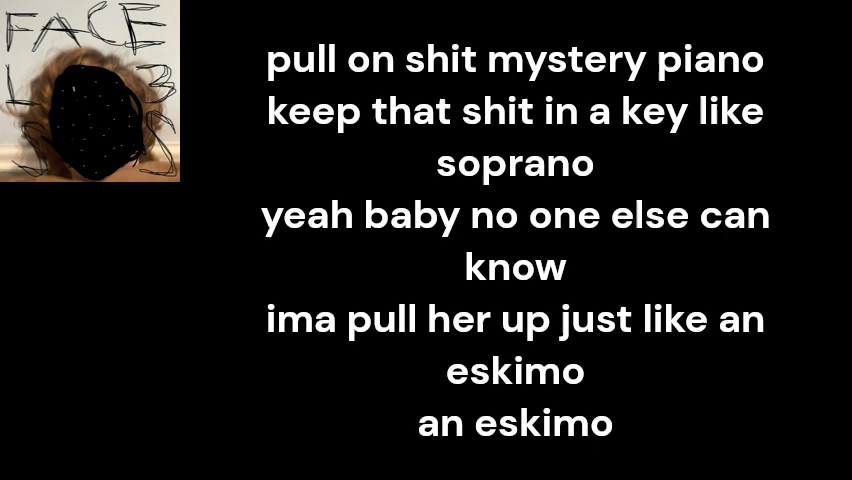 FACE
L
pull on shit mystery piano
keep that shit in a key like
soprano
yeah baby no one else can
know
ima pull her up just like an
eskimo
an eskimo